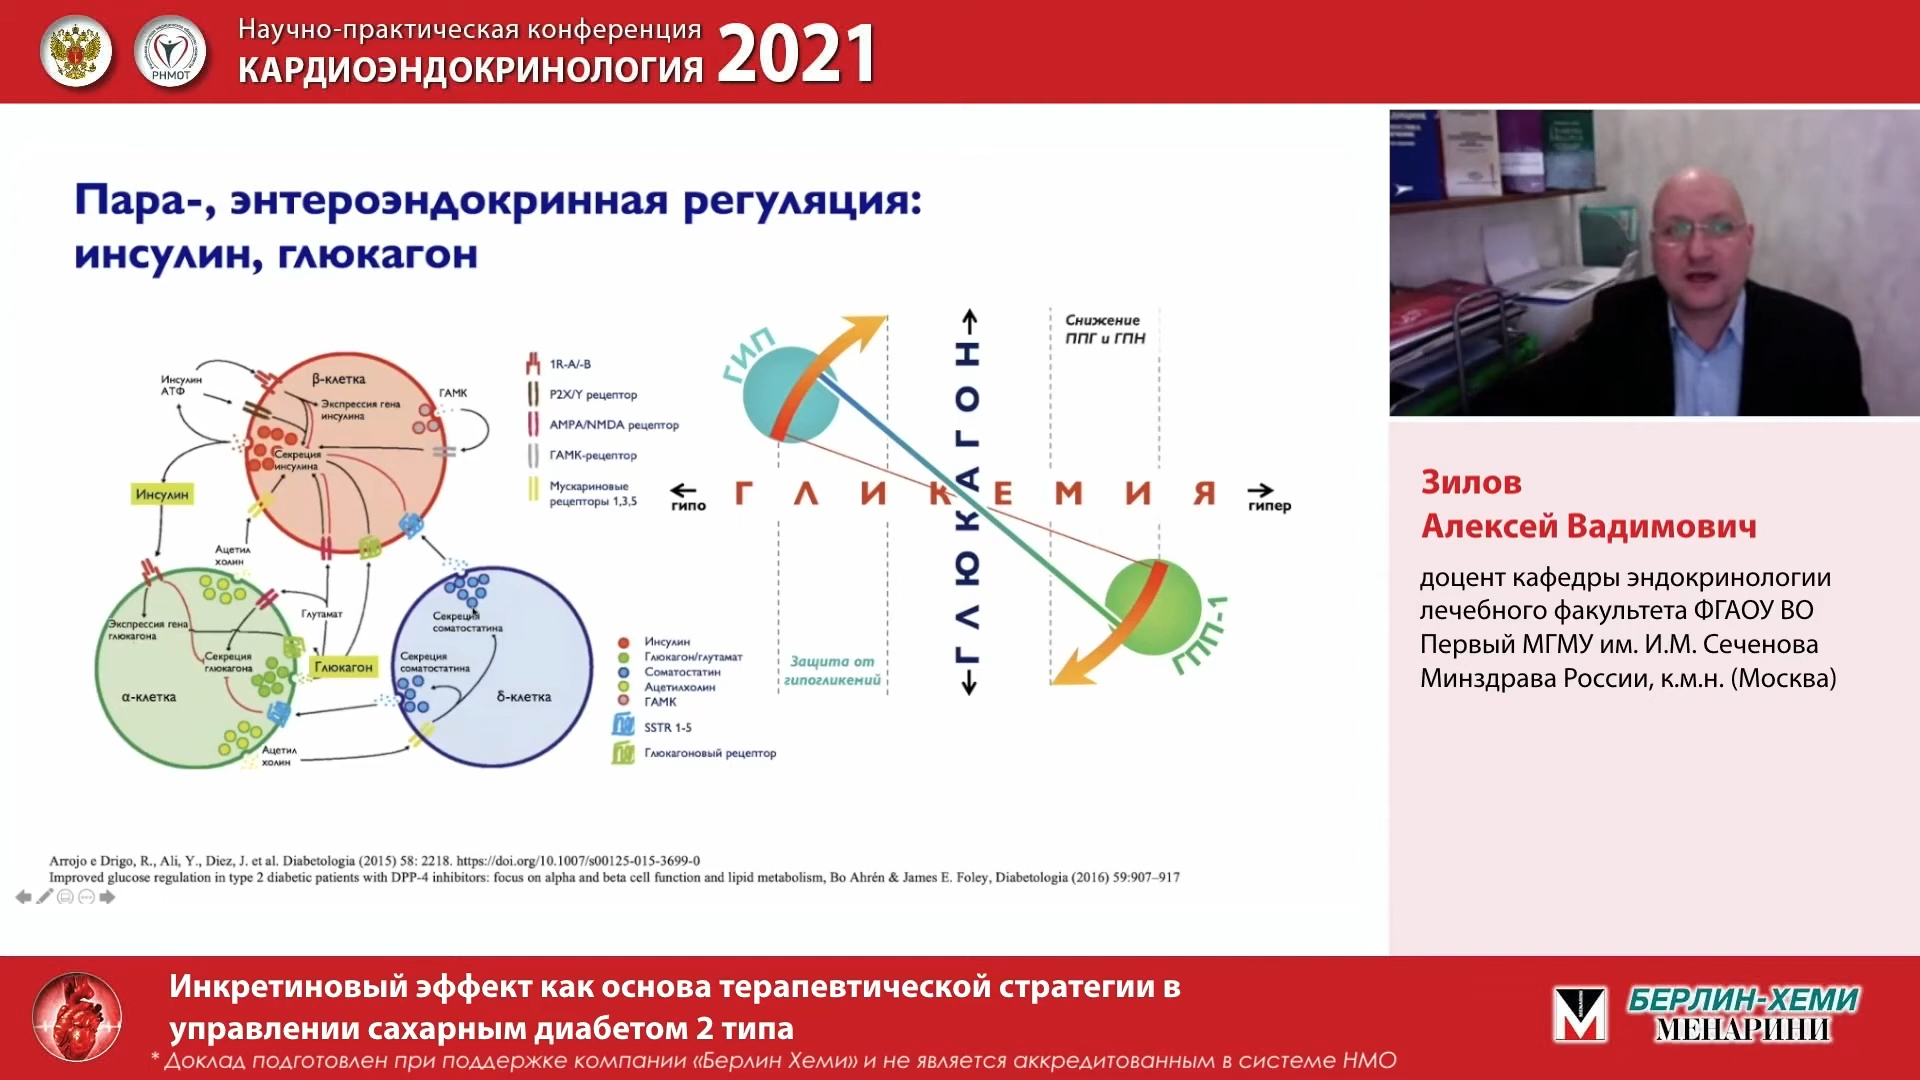 Научно-практическая конференция
КАРДИОЭНДОКРИНОЛОГИЯ 2021
РНМОТ
Пара-, энтероэндокринная регуляция:
инсулин, глюкагон
Инсулин
АТФ
β-клетка
Экспрессия гена
инсулина
ГАМК
Секреция
инсулина
Инсулин
Ацетил
холин
Глутамат
Экспрессия гена
глюкагона
Секреция
глюкагона
Глюкагон
α-клетка
Ацетил
холин
Секреция
соматостатина
Секреция
соматостатина
δ-клетка
1R-A/-B
P2X/Y рецептор
AMPA/NMDA рецептор
ГАМК-рецептор
Мускариновые
рецепторы 1,3,5
Инсулин
Глюкагон/глутамат
Соматостатин
Ацетилхолин
ГАМК
SSTR 1-5
Глюкагоновый рецептор
ГИП
Снижение
ППГ и ГПН
ГЛЮКАГОН
гипо
ГЛИКЕМИЯ
гипер
Защита от
гипогликемий
ГПП-1
Arrojo e Drigo, R., Ali, Y., Diez, J. et al. Diabetologia (2015) 58: 2218. https://doi.org/10.1007/s00125-015-3699-0
Improved glucose regulation in type 2 diabetic patients with DPP-4 inhibitors: focus on alpha and beta cell function and lipid metabolism, Bo Ahrén & James E. Foley, Diabetologia (2016) 59:907–917
Зилов
Алексей Вадимович
доцент кафедры эндокринологии
лечебного факультета ФГАОУ ВО
Первый МГМУ им. И.М. Сеченова
Минздрава России, к.м.н. (Москва)
Инкретиновый эффект как основа терапевтической стратегии в
управлении сахарным диабетом 2 типа
* Доклад подготовлен при поддержке компании «Берлин Хеми» и не является аккредитованным в системе НМО
БЕРЛИН-ХЕМИ
МЕНАРИНИ